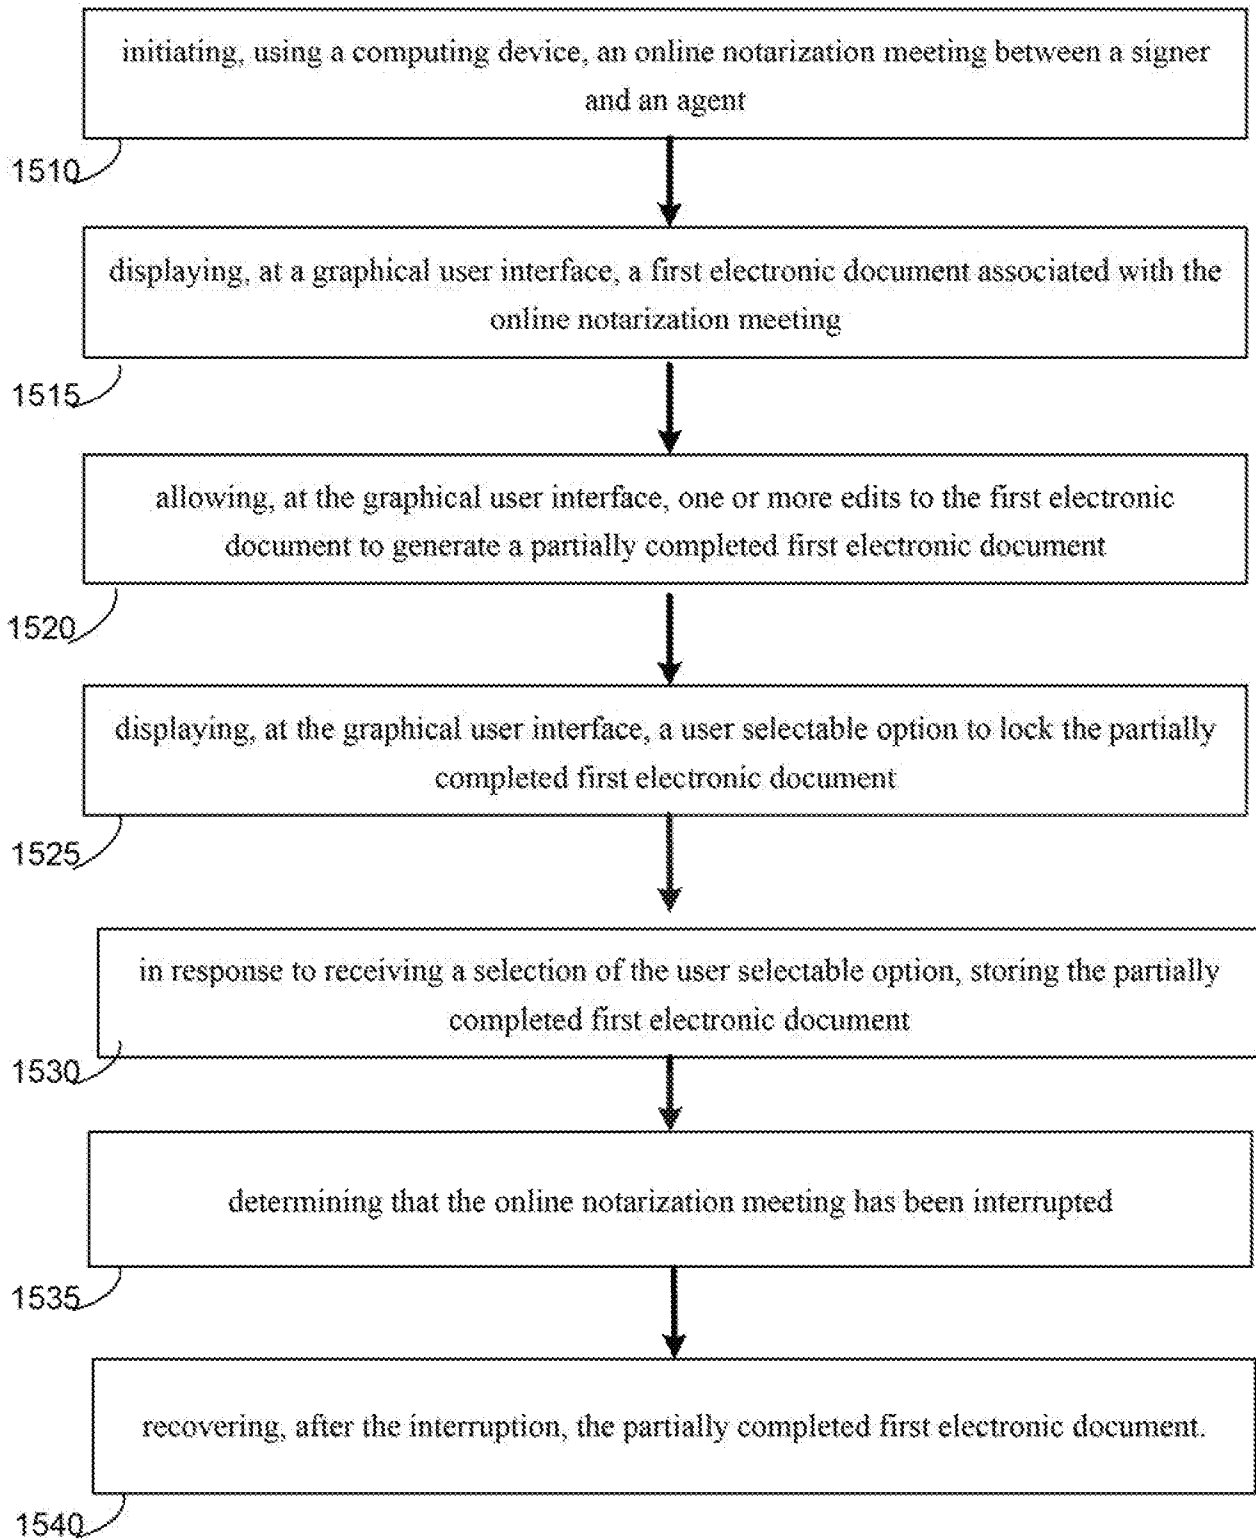 initiating, using a computing device, an online notarization meeting between a signer
and an agent
1510
displaying, at a graphical user interface, a first electronic document associated with the
online notarization meeting
1515
allowing, at the graphical user interface, one or more edits to the first electronic
document to generate a partially completed first electronic document
1520
displaying, at the graphical user interface, a user selectable option to lock the partially
completed first electronic document
1525
in response to receiving a selection of the user selectable option, storing the partially
completed first electronic document
1530
determining that the online notarization meeting has been interrupted
1535
recovering, after the interruption, the partially completed first electronic document.
1540